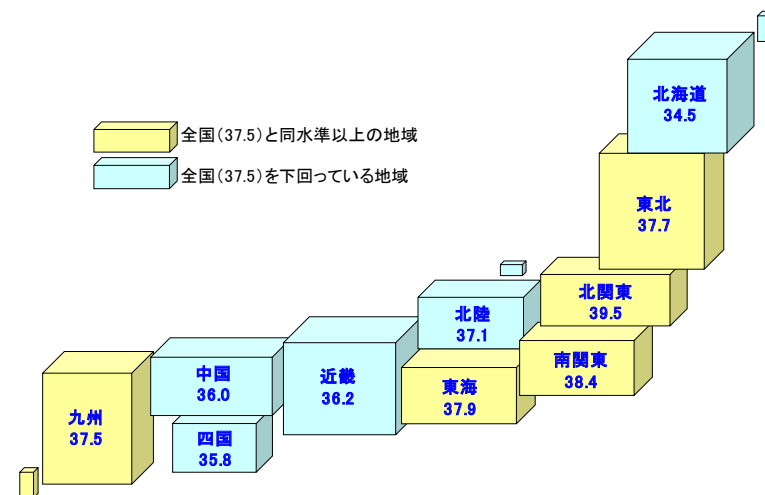 北海道
34.5
全国(37.5)と同水準以上の地域
全国(37.5)を下回っている地域
東北
37.7
北関東
39.5
北陸
37.1
南関東
38.4
中国
36.0
近畿
36.2
東海
37.9
九州
37.5
四国
35.8